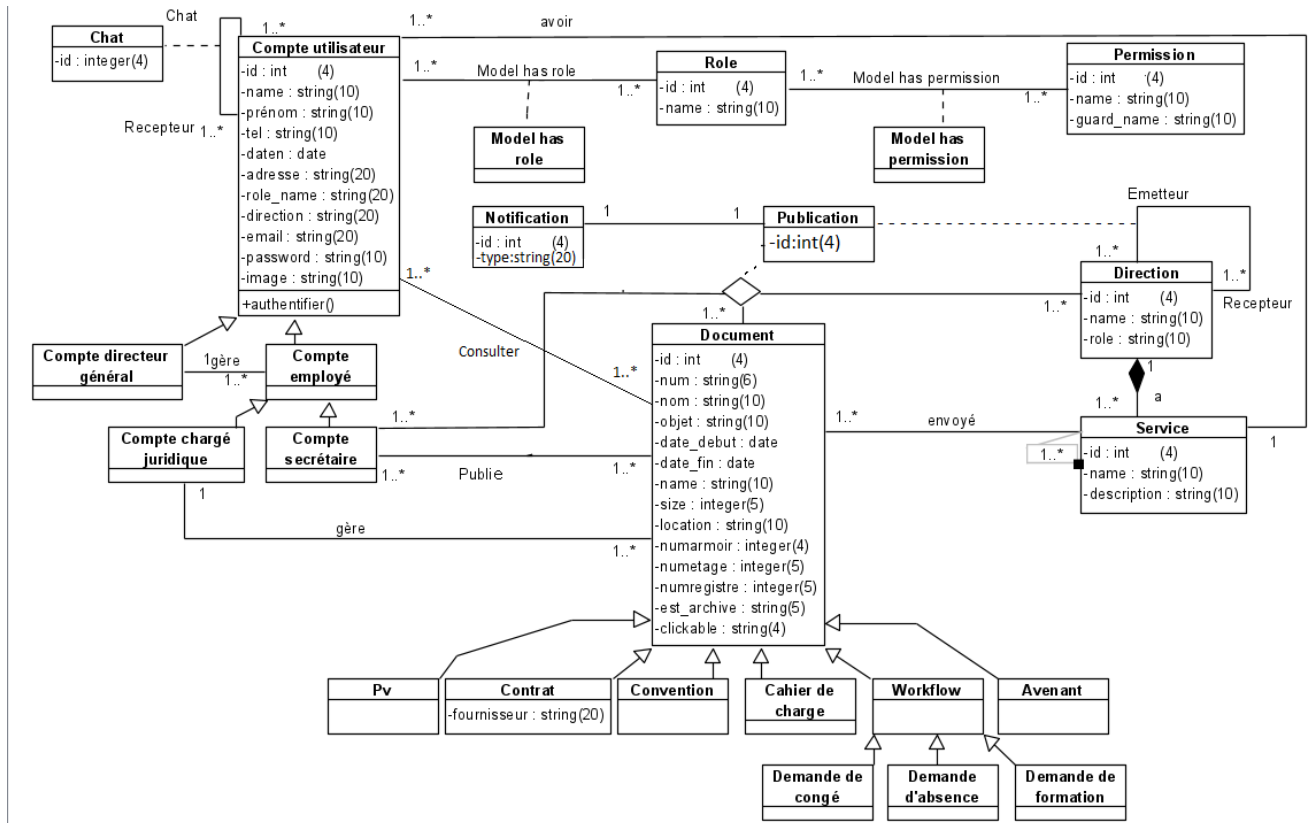 Chat
1..*
1..*
avoir
Chat
-id : integer(4)
Compte utilisateur
-id : int (4)
-name : string(10)
-prénom : string(10)
-tel : string(10)
-daten : date
-adresse : string(20)
-role_name : string(20)
-direction : string(20)
-email : string(20)
-password : string(10)
-image : string(10)
+authentifier()
Recepteur
1..*
1..*
Model has role
1..*
Role
-id : int (4)
-name : string(10)
1..*
Model has permission
1..*
Permission
-id : int (4)
-name : string(10)
-guard_name : string(10)
Model has
role
Model has
permission
Notification
-id : int (4)
-type:string(20)
1
1
Publication
-id:int(4)
Emetteur
1..*
1..*
Recepteur
Direction
-id : int (4)
-name : string(10)
-role : string(10)
1..*
1..*
1..*
Consulter
1..*
Document
-id : int (4)
-num : string(6)
-nom : string(10)
-objet : string(10)
-date_debut : date
-date_fin : date
-name : string(10)
-size : integer(5)
-location : string(10)
-numarmoir : integer(4)
-numetage : integer(5)
-numregistre : integer(5)
-est_archive : string(5)
-clickable : string(4)
Compte directeur
général
1gère
1..*
Compte
employé
Compte chargé
juridique
Compte
secrétaire
1..*
1..*
Publie
1..*
1
gère
1..*
1
a
1..*
1..*
envoyé
1..*
Service
-id : int (4)
-name : string(10)
-description : string(10)
1
Pv
Contrat
-fournisseur : string(20)
Convention
Cahier de
charge
Workflow
Avenant
Demande de
congé
Demande
d'absence
Demande de
formation